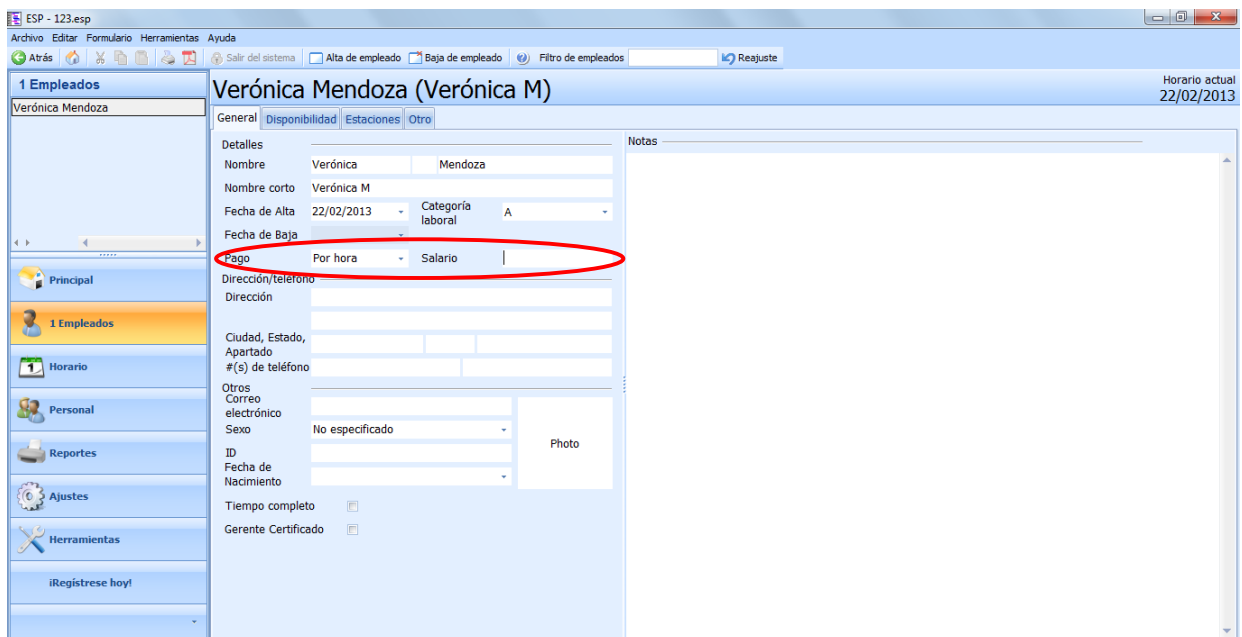 ESP - 123.esp
Archivo Editar Formulario Herramientas Ayuda
Atrás Salir del sistema Alta de empleado Baja de empleado Filtro de empleados Reajuste
1 Empleados
Verónica Mendoza
Principal
1 Empleados
1 Horario
Personal
Reportes
Ajustes
Herramientas
¡Regístrese hoy!
Verónica Mendoza (Verónica M)
Horario actual
22/02/2013
General Disponibilidad Estaciones Otro
Detalles
Nombre Verónica Mendoza
Nombre corto Verónica M
Fecha de Alta 22/02/2013 Categoría laboral A
Fecha de Baja
Pago Por hora Salario
Dirección/teléfono
Dirección
Ciudad, Estado,
Apartado
#(s) de teléfono
Otros
Correo
electrónico
Sexo No especificado
ID
Fecha de
Nacimiento
Photo
Tiempo completo
Gerente Certificado
Notas